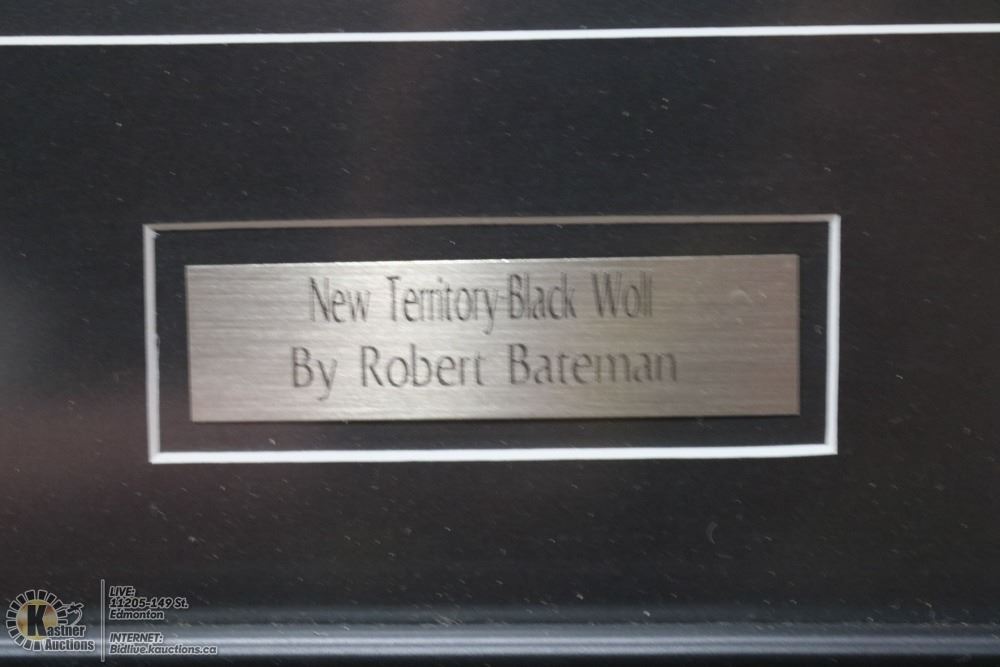 New Territory-Black Wolf
By Robert Bateman
Kastner
Auctions
LIVE:
11205-149 St.
Edmonton
INTERNET:
Bidlive.kauctions.ca